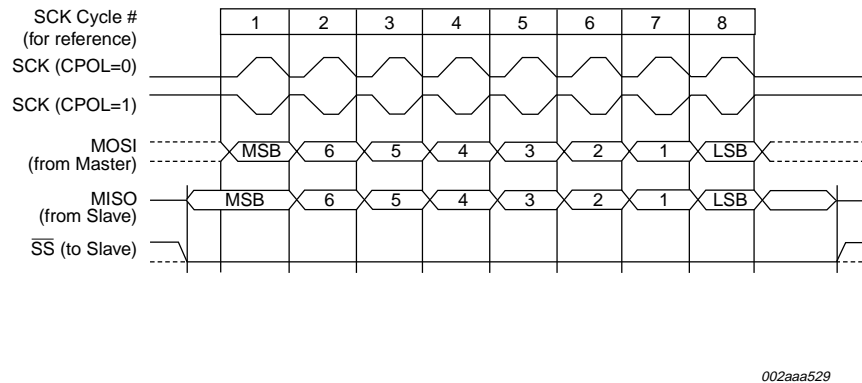 SCK Cycle # 1 2 3 4 5 6 7 8
(for reference)
SCK (CPOL=0)
SCK (CPOL=1)
MOSI MSB 6 5 4 3 2 1 LSB
(from Master)
MISO MSB 6 5 4 3 2 1 LSB
(from Slave)
SS (to Slave)
002aaa529